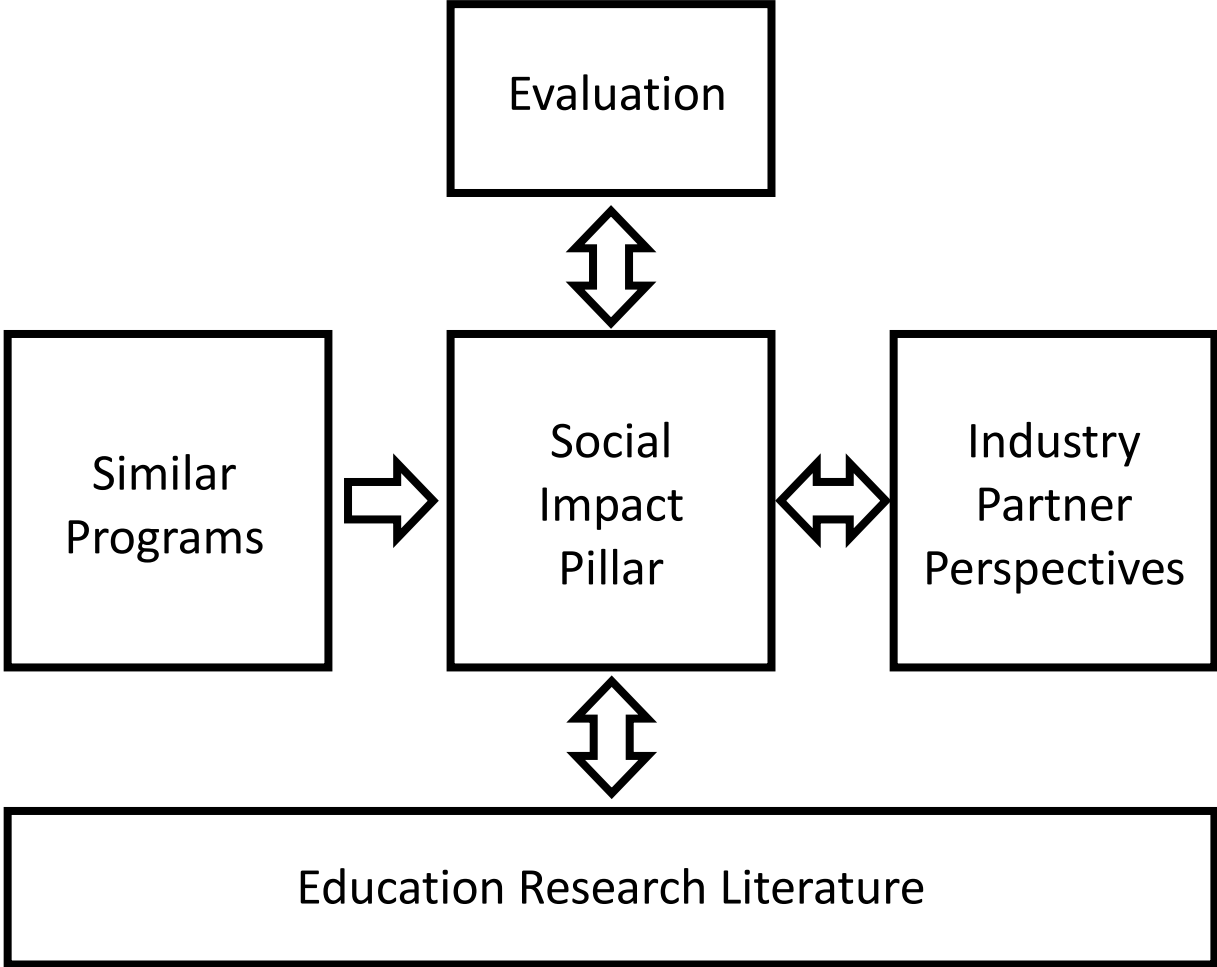 Evaluation
Similar
Programs
Social
Impact
Pillar
Industry
Partner
Perspectives
Education Research Literature